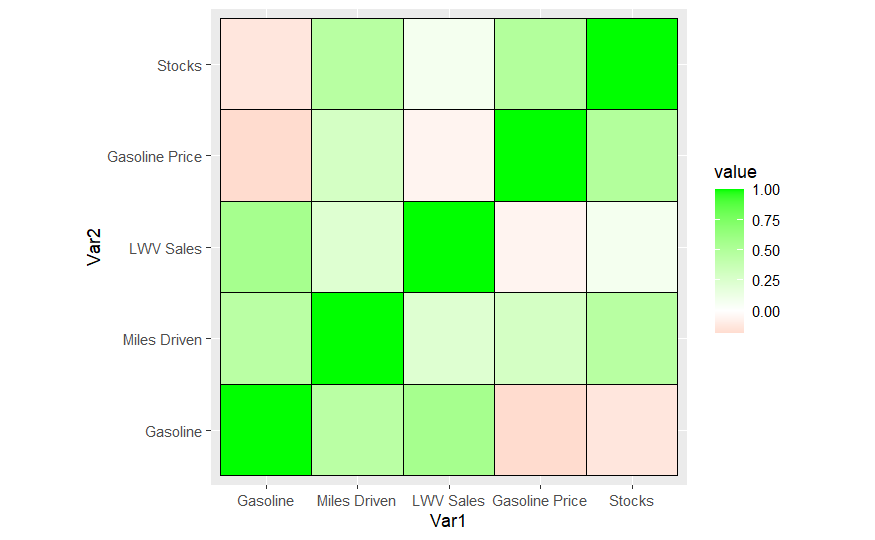 Stocks
Gasoline Price
LWV Sales
Miles Driven
Gasoline
Var2
Gasoline Miles Driven LWV Sales Gasoline Price Stocks
Var1
value
1.00
0.75
0.50
0.25
0.00